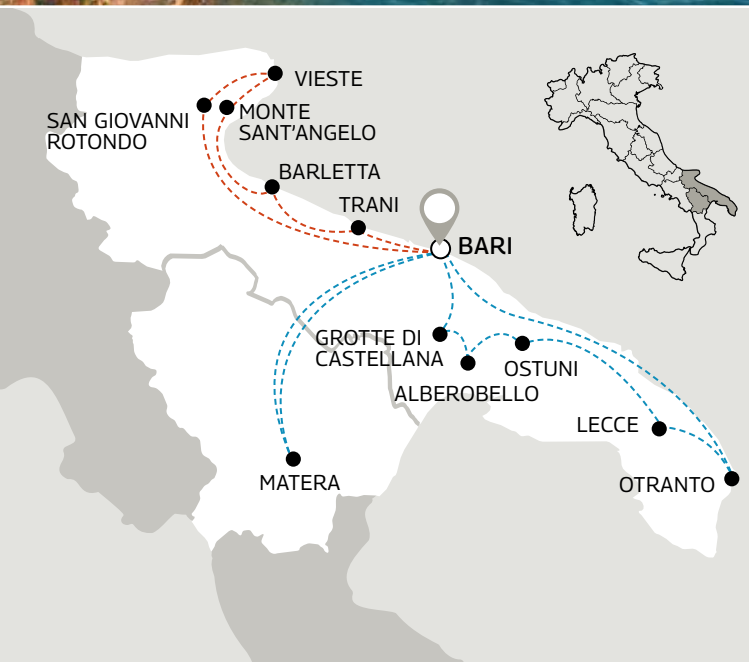 VIESTE
SAN GIOVANNI
ROTONDO
MONTE
SANT'ANGELO
BARLETTA
TRANI
BARI
GROTTE DI
CASTELLANA
OSTUNI
ALBEROBELLO
LECCE
MATERA
OTRANTO